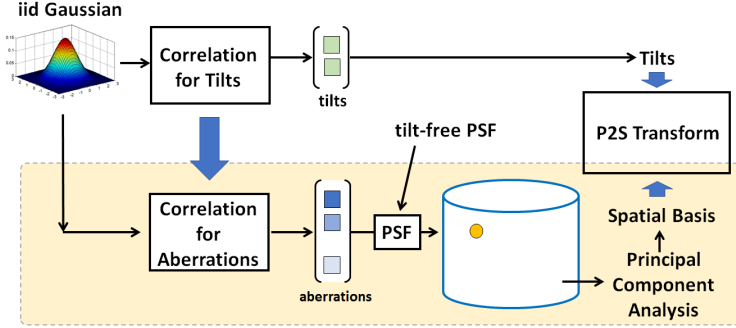 iid Gaussian
Correlation
for Tilts
tilts
Tilts
P2S Transform
tilt-free PSF
Correlation
for
Aberrations
aberrations
PSF
Spatial Basis
Principal
Component
Analysis